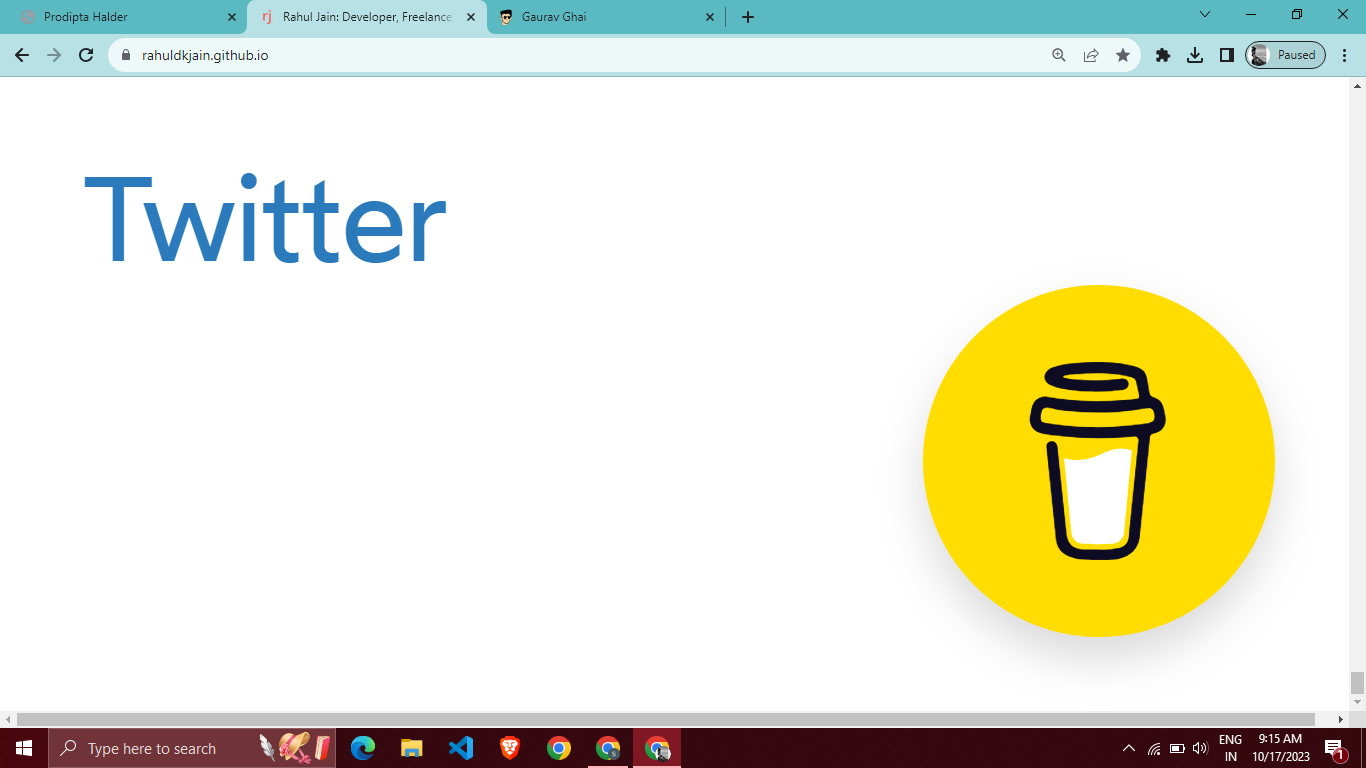 Prodipta Halder
rj Rahul Jain: Developer, Freelance
Gaurav Ghai
rahuldkjain.github.io
Paused
Twitter
Type here to search
ENG
IN
9:15 AM
10/17/2023
1